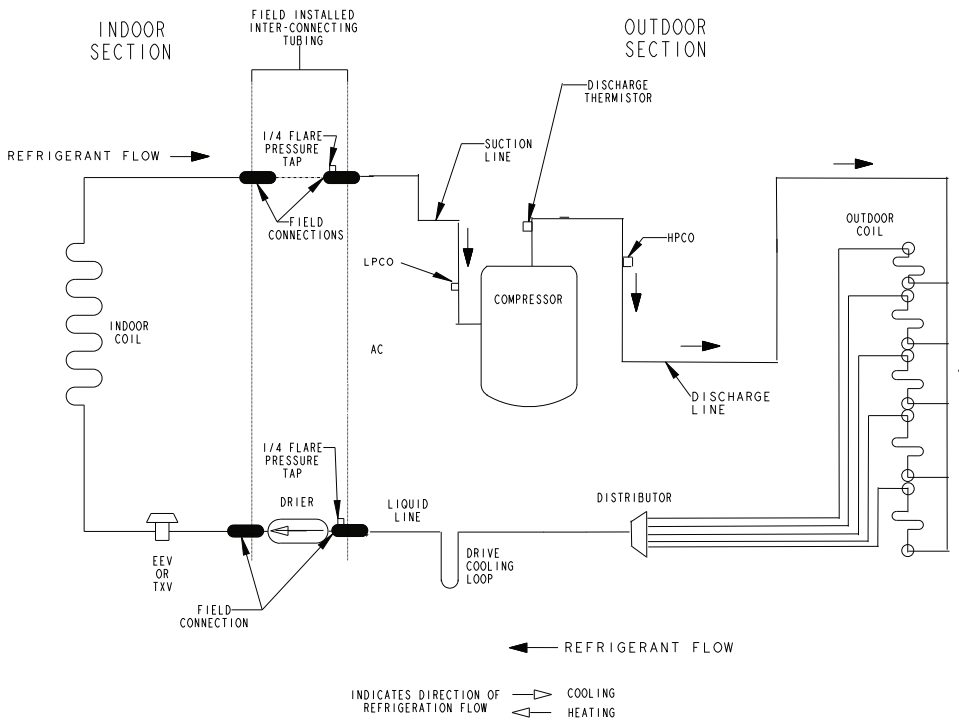 INDOOR
SECTION
FIELD INSTALLED
INTER-CONNECTING
TUBING
OUTDOOR
SECTION
DISCHARGE
THERMISTOR
1/4 FLARE
PRESSURE
TAP
SUCTION
LINE
REFRIGERANT FLOW
FIELD
CONNECTIONS
OUTDOOR
COIL
HPCO
LPCO
COMPRESSOR
INDOOR
COIL
AC
DISCHARGE
LINE
1/4 FLARE
PRESSURE
TAP
DRIER
LIQUID
LINE
DISTRIBUTOR
EEV
OR
TXV
DRIVE
COOLING
LOOP
FIELD
CONNECTION
REFRIGERANT FLOW
INDICATES DIRECTION OF
REFRIGERATION FLOW
COOLING
HEATING